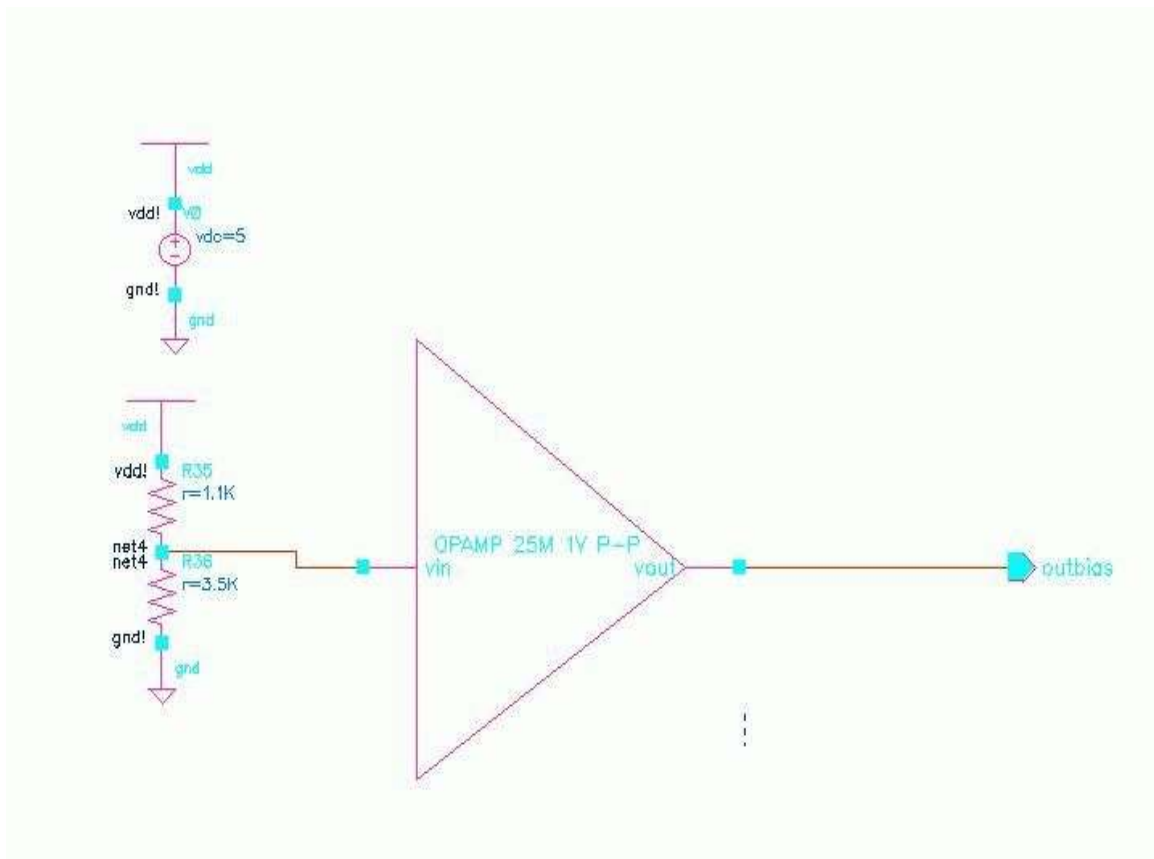 vdd
vdd!
V0
vdc=5
gnd!
gnd
vdd
vdd!
R35
r=1.1K
net4
net4
R36
r=3.5K
gnd!
gnd
OPAMP 25M 1V P-P
vin
vout
outbias